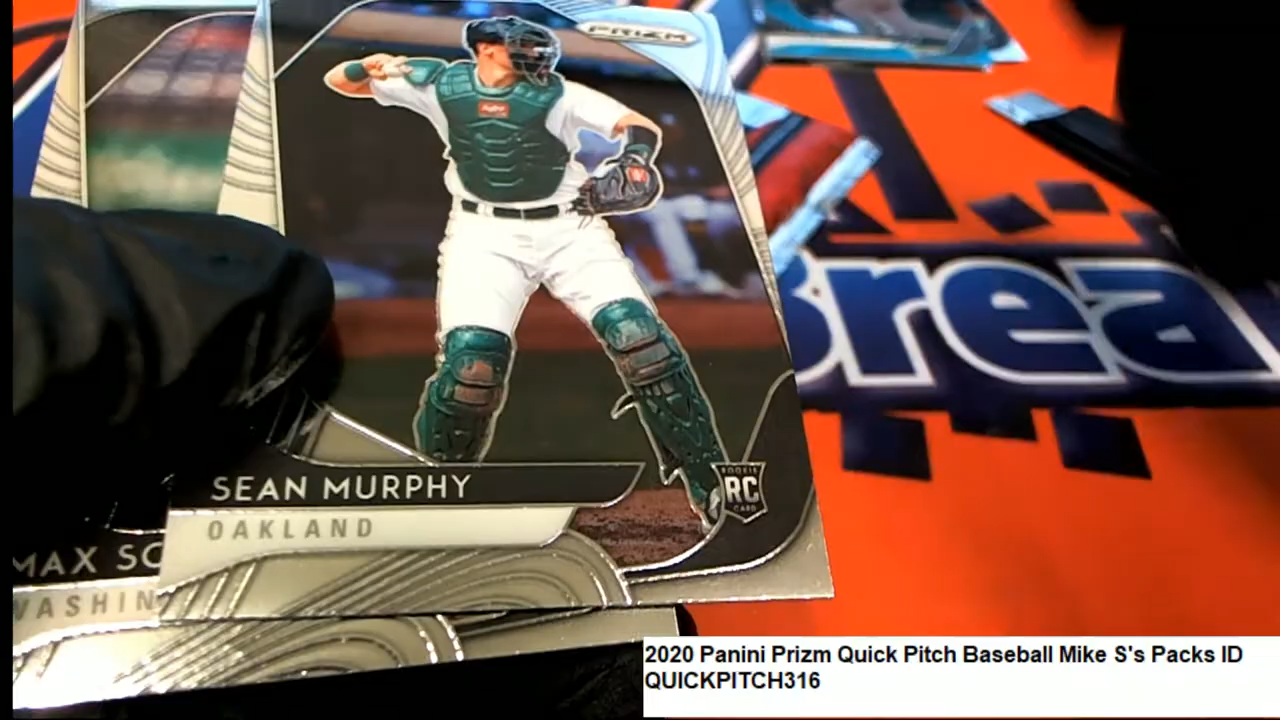 PRIZM
SEAN MURPHY
OAKLAND
ROOKIE
RC
CARD
MAX SC
WASHIN
Brea
2020 Panini Prizm Quick Pitch Baseball Mike S's Packs ID
QUICKPITCH316